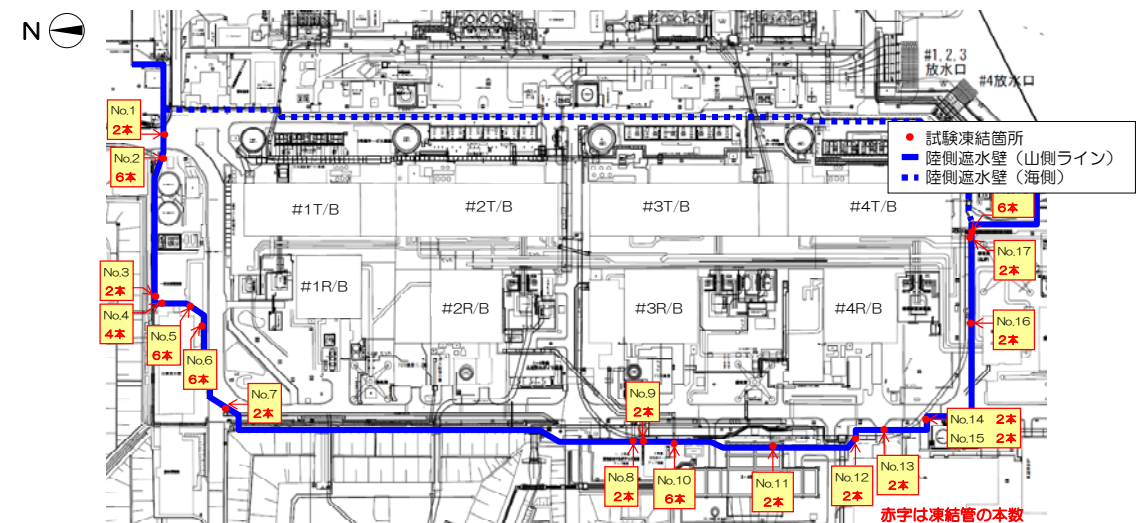 N
#1,2,3
放水口
#4放水口
試験凍結箇所
陸側遮水壁（山側ライン）
陸側遮水壁（海側）
No.1
2本
No.2
6本
No.3
2本
No.4
4本
No.5
6本
No.6
6本
No.7
2本
#1T/B
#2T/B
#3T/B
#4T/B
#1R/B
#2R/B
#3R/B
#4R/B
6本
No.17
2本
No.16
2本
No.9
2本
No.8
2本
No.10
6本
No.11
2本
No.12
2本
No.13
2本
No.14 2本
No.15 2本
赤字は凍結管の本数